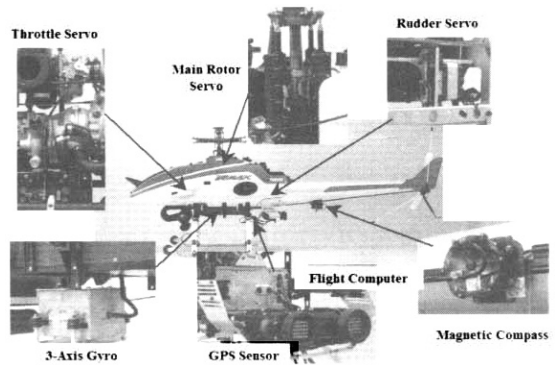 Throttle Servo
Main Rotor
Servo
Rudder Servo
Flight Computer
3-Axis Gyro
GPS Sensor
Magnetic Compass